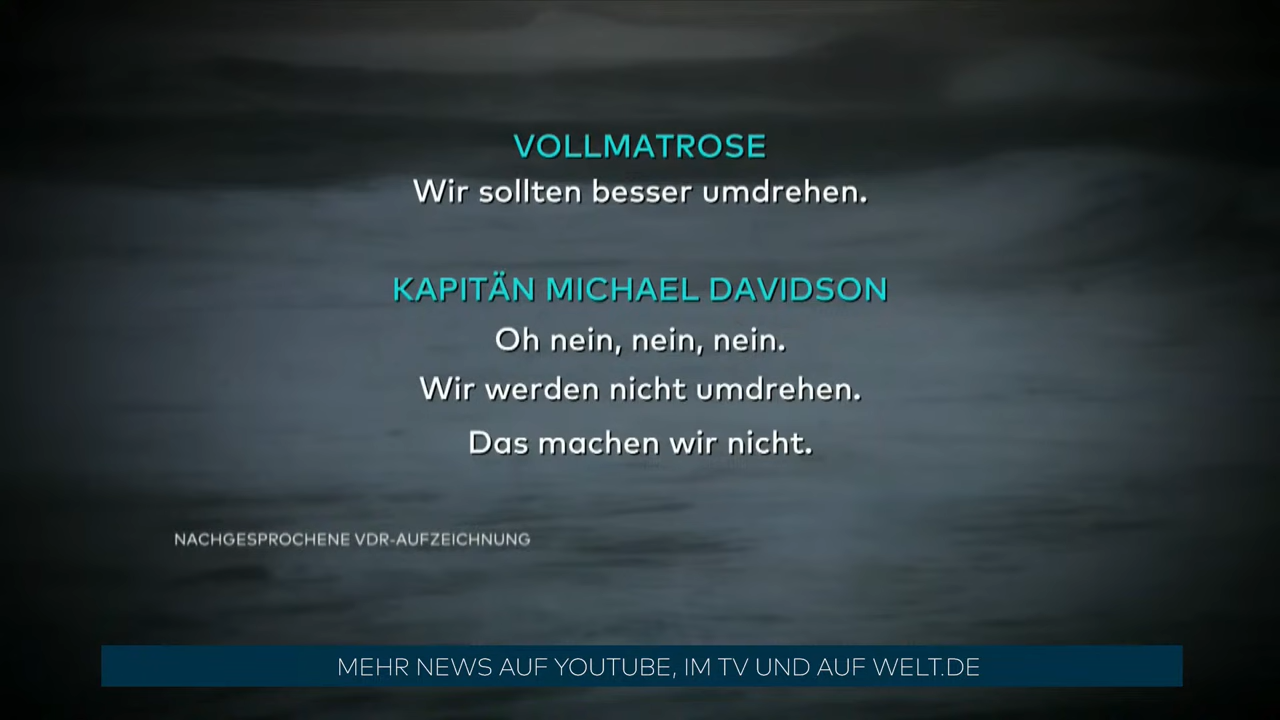 VOLLMATROSE
Wir sollten besser umdrehen.
KAPITÄN MICHAEL DAVIDSON
Oh nein, nein, nein.
Wir werden nicht umdrehen.
Das machen wir nicht.
NACHGESPROCHENE VDR-AUFZEICHNUNG
MEHR NEWS AUF YOUTUBE, IM TV UND AUF WELT.DE